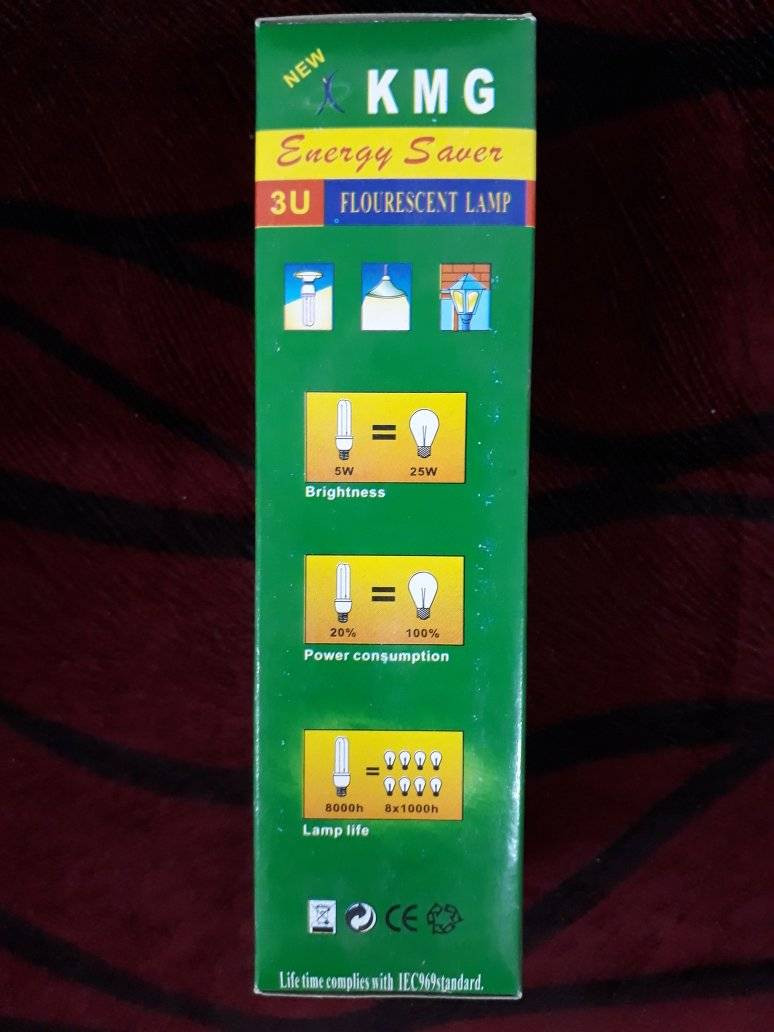 NEW
KMG
Energy Saver
3U FLOURESCENT LAMP
5W = 25W
Brightness
20% = 100%
Power consumption
8000h = 8x1000h
Lamp life
CE
Life time complies with IEC969standard.